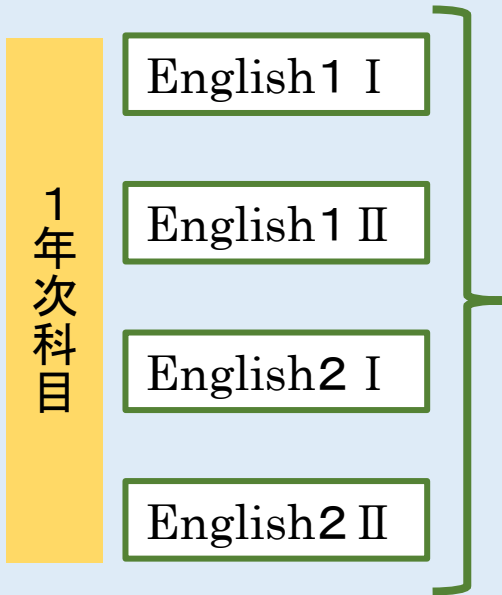 1年次科目
English1 Ⅰ
English1 Ⅱ
English2 Ⅰ
English2 Ⅱ